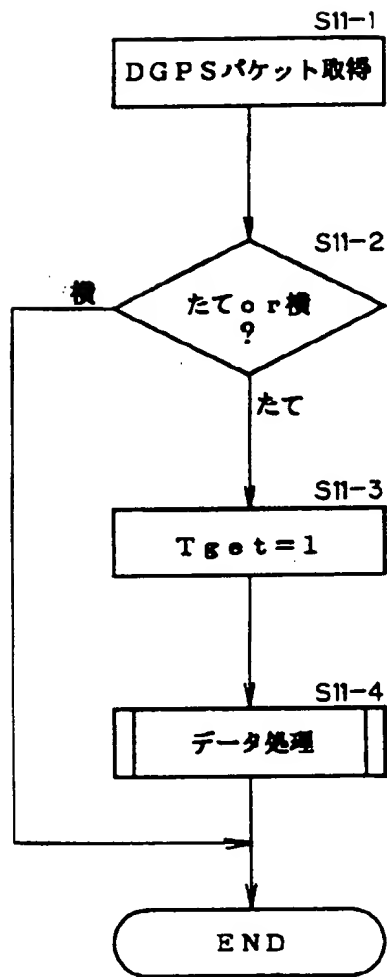 S11-1
DGPSパケット取得
S11-2
たてor横
?
横
たて
S11-3
Tget=1
S11-4
データ処理
END